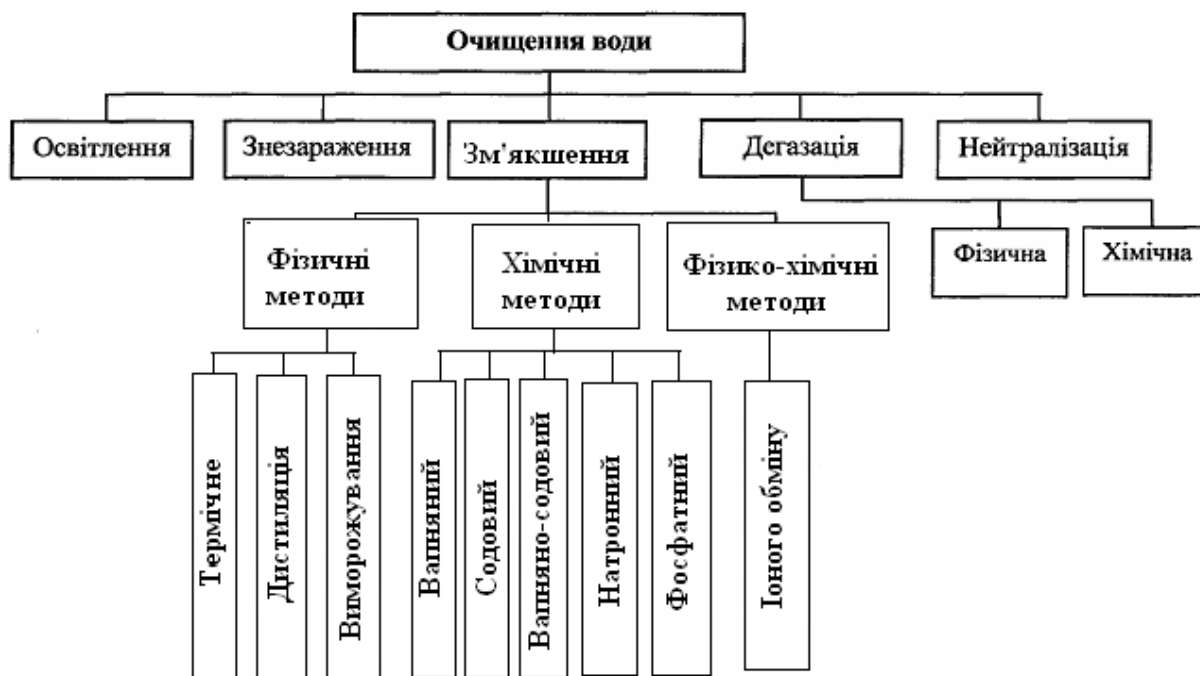 Очищення води
Освітлення
Знезараження
Зм'якшення
Дегазація
Нейтралізація
Фізична
Хімічна
Фізичні
методи
Хімічні
методи
Фізико-хімічні
методи
Термічне
Дистиляція
Виморожування
Вапняний
Содовий
Вапняно-содовий
Натронний
Фосфатний
Іоного обміну